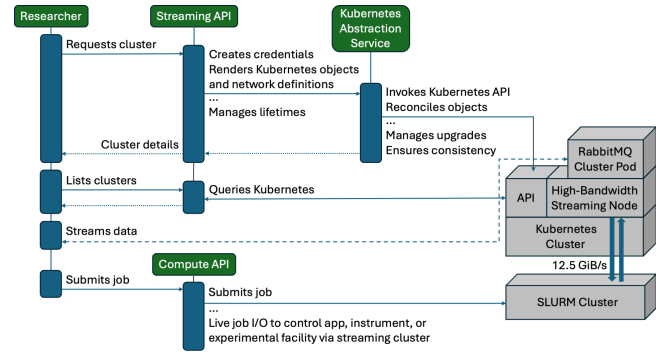 Researcher
Streaming API
Kubernetes
Abstraction
Service
Requests cluster
Creates credentials
Renders Kubernetes objects
and network definitions
...
Manages lifetimes
Invokes Kubernetes API
Reconciles objects
...
Manages upgrades
Ensures consistency
Cluster details
RabbitMQ
Cluster Pod
Lists clusters
Queries Kubernetes
API
High-Bandwidth
Streaming Node
Streams data
Kubernetes
Cluster
Compute API
12.5 GiB/s
Submits job
Submits job
...
Live job I/O to control app, instrument, or
experimental facility via streaming cluster
SLURM Cluster